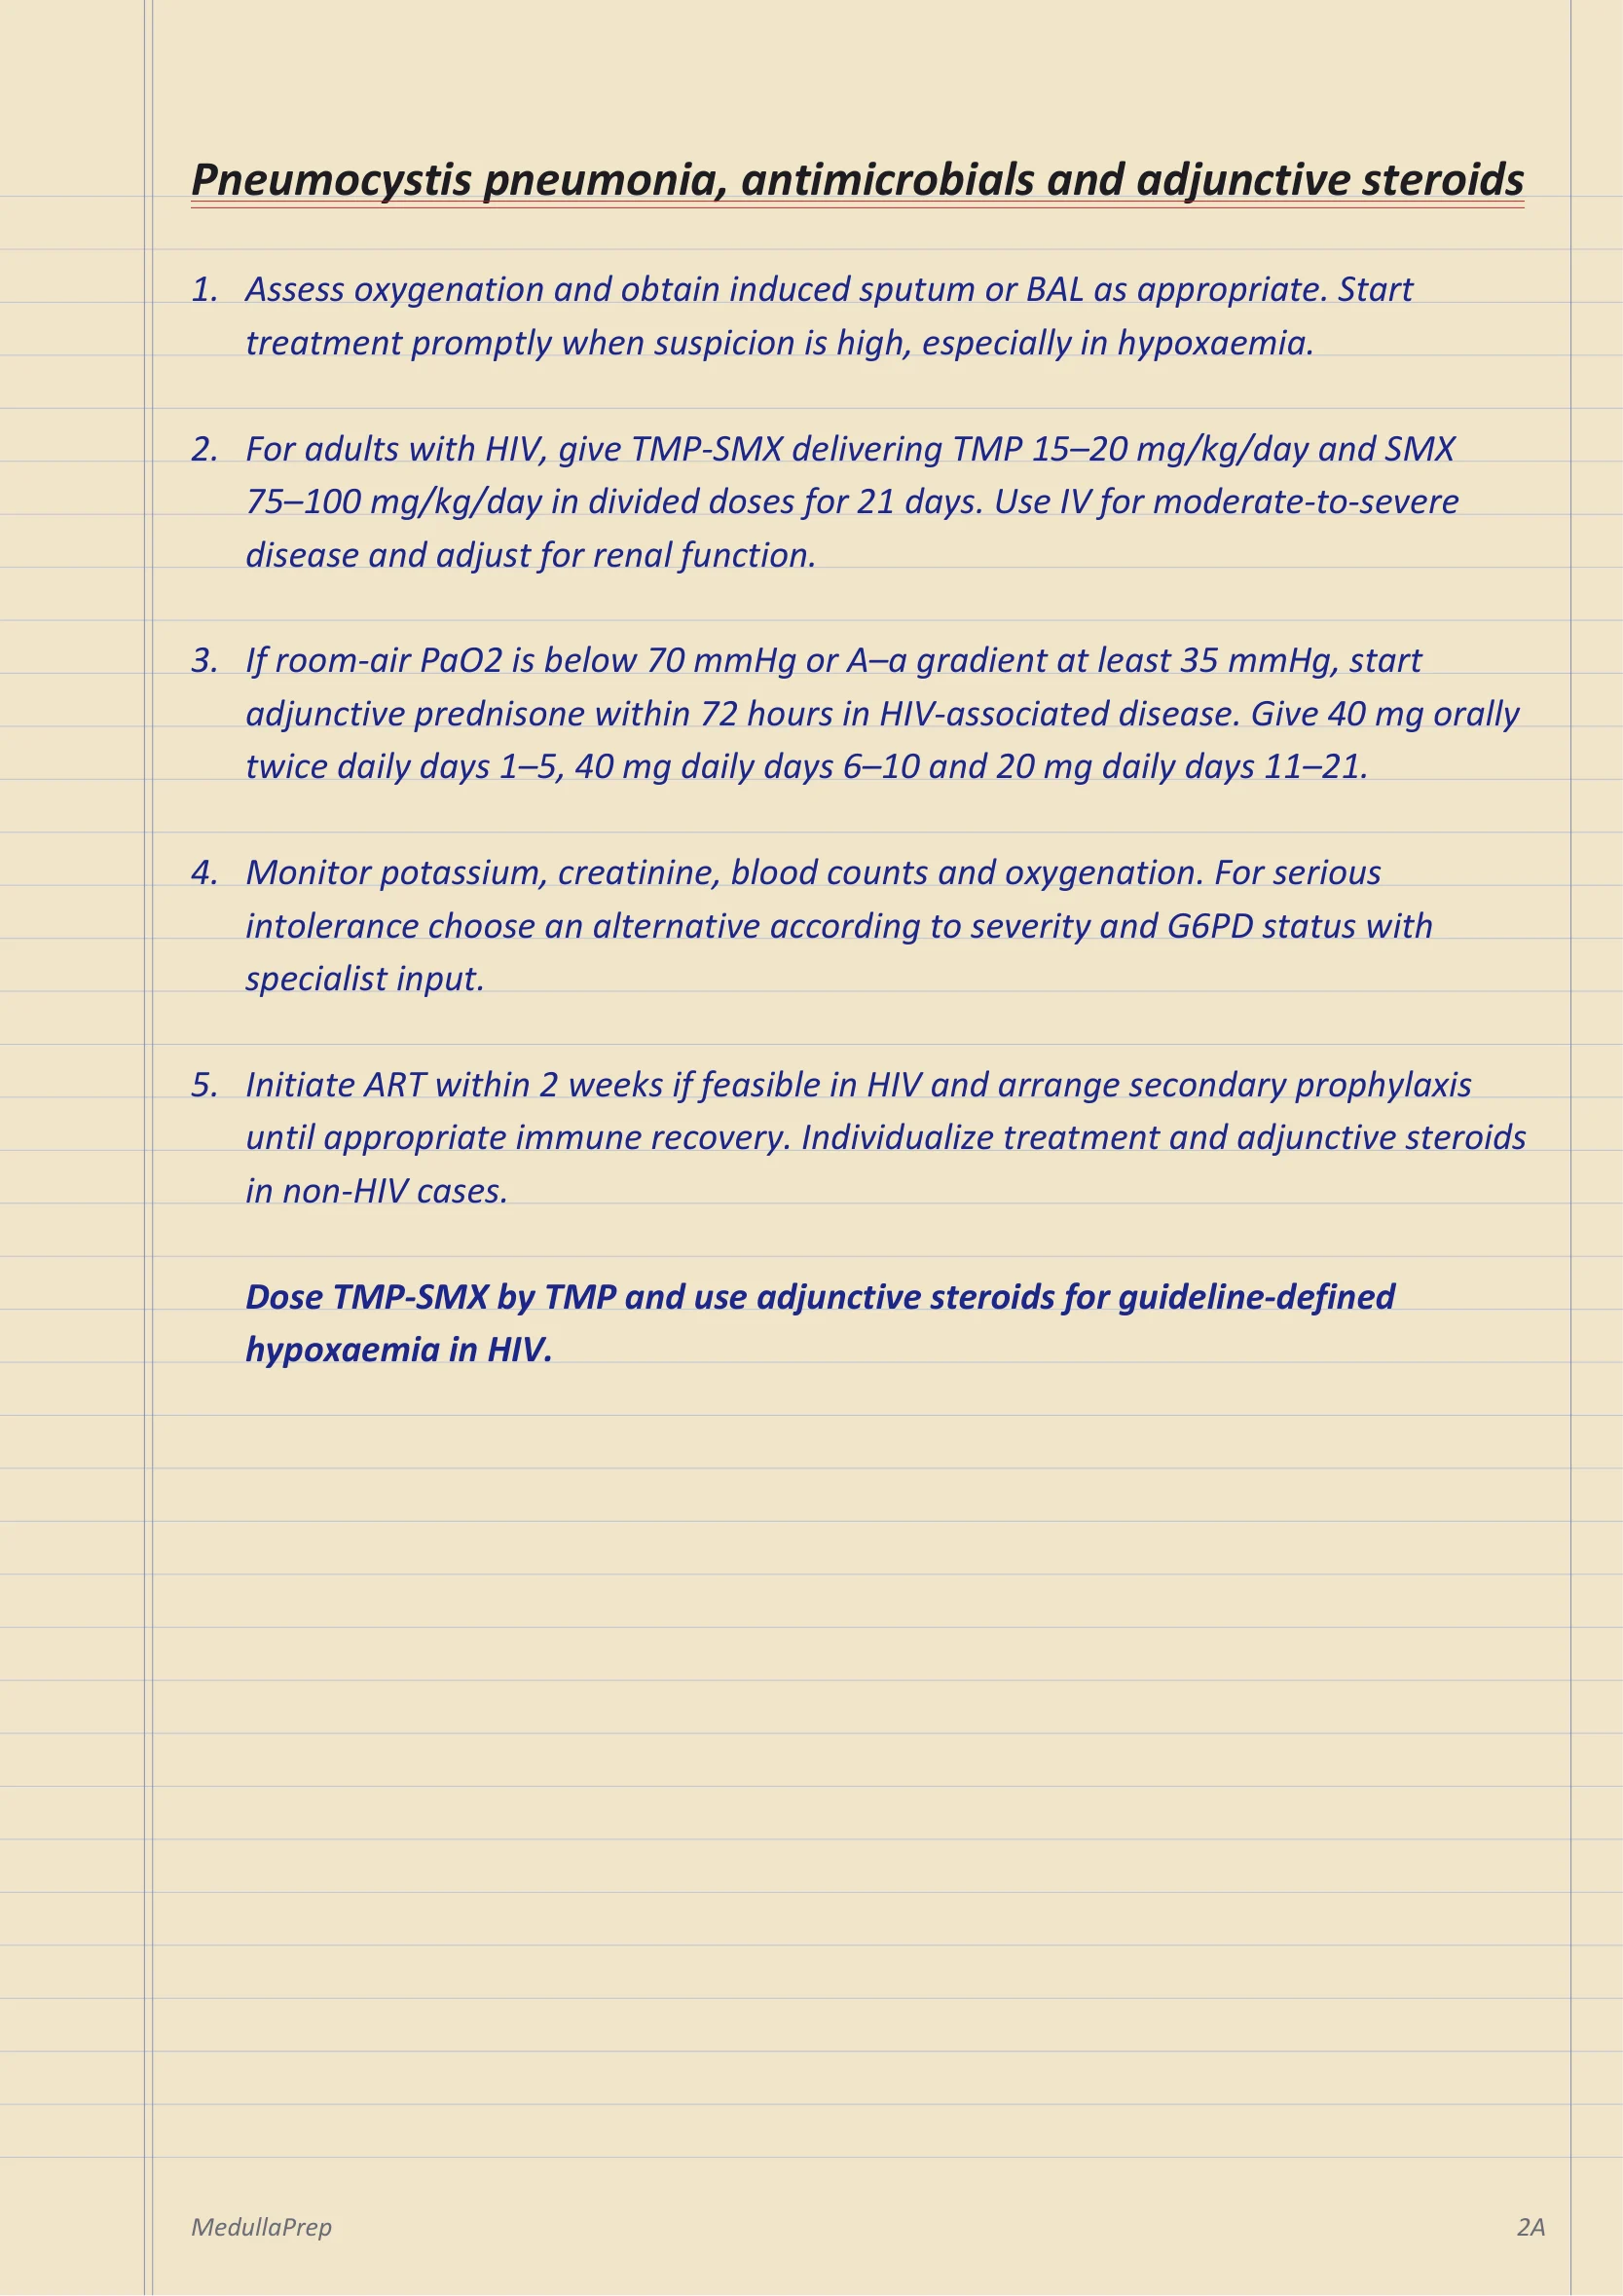 Pneumocystis pneumonia, antimicrobials and adjunctive steroids
1. Assess oxygenation and obtain induced sputum or BAL as appropriate. Start
treatment promptly when suspicion is high, especially in hypoxaemia.
2. For adults with HIV, give TMP-SMX delivering TMP 15–20 mg/kg/day and SMX
75–100 mg/kg/day in divided doses for 21 days. Use IV for moderate-to-severe
disease and adjust for renal function.
3. If room-air PaO2 is below 70 mmHg or A–a gradient at least 35 mmHg, start
adjunctive prednisone within 72 hours in HIV-associated disease. Give 40 mg orally
twice daily days 1–5, 40 mg daily days 6–10 and 20 mg daily days 11–21.
4. Monitor potassium, creatinine, blood counts and oxygenation. For serious
intolerance choose an alternative according to severity and G6PD status with
specialist input.
5. Initiate ART within 2 weeks if feasible in HIV and arrange secondary prophylaxis
until appropriate immune recovery. Individualize treatment and adjunctive steroids
in non-HIV cases.
Dose TMP-SMX by TMP and use adjunctive steroids for guideline-defined
hypoxaemia in HIV.
MedullaPrep
2A